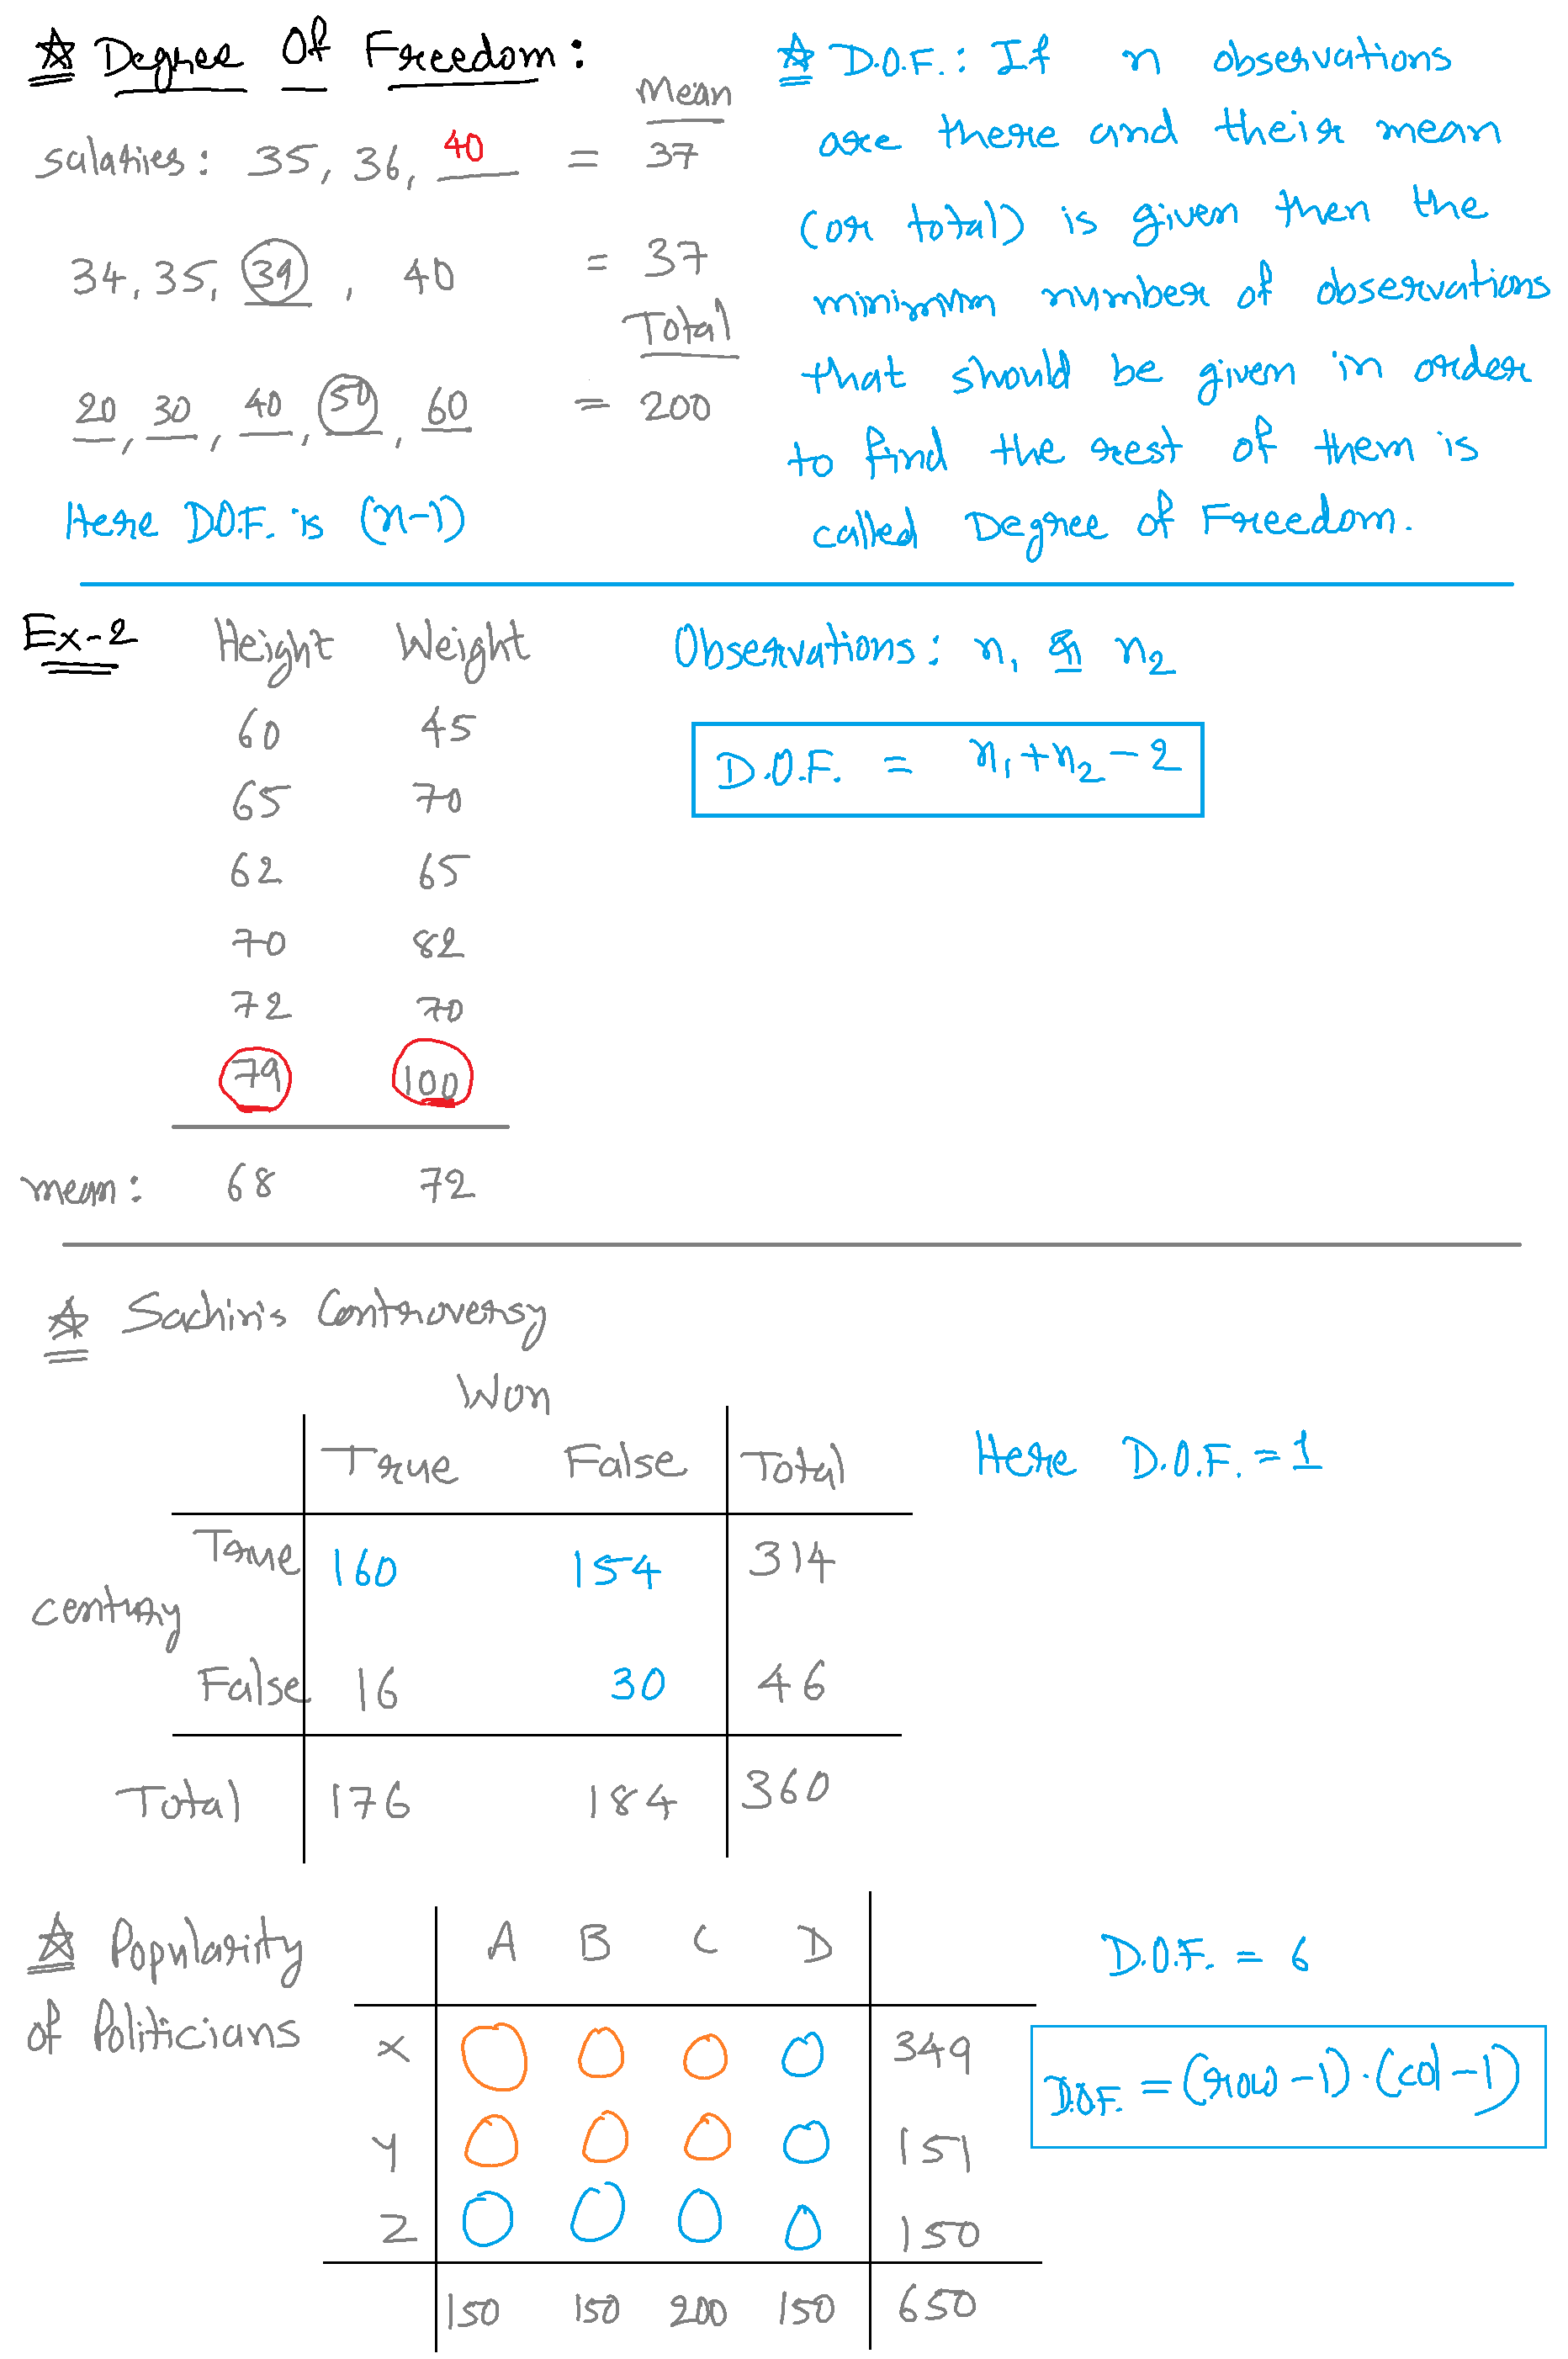 ☆ Degree Of Freedom:
Mean
salaries: 35, 36, 40 = 37
34, 35, 39, 40 = 37
Total
20, 30, 40, 50, 60 = 200
Here D.O.F. is (n-1)
☆ D.O.F.: If n observations
are there and their mean
(or total) is given then the
minimum number of observations
that should be given in order
to find the rest of them is
called Degree of Freedom.
Ex-2 Height Weight
60 45
65 70
62 65
70 82
72 70
79 100
mean: 68 72
Observations: n₁ & n₂
D.O.F. = n₁+n₂-2
☆ Sachin's Controversy
Won
True False Total
True 160 154 314
century
False 16 30 46
Total 176 184 360
Here D.O.F. = 1
☆ Popularity
of Politicians
A B C D
X 349
Y 151
Z 150
150 150 200 150 650
D.O.F. = 6
D.O.F. = (row-1)·(col-1)